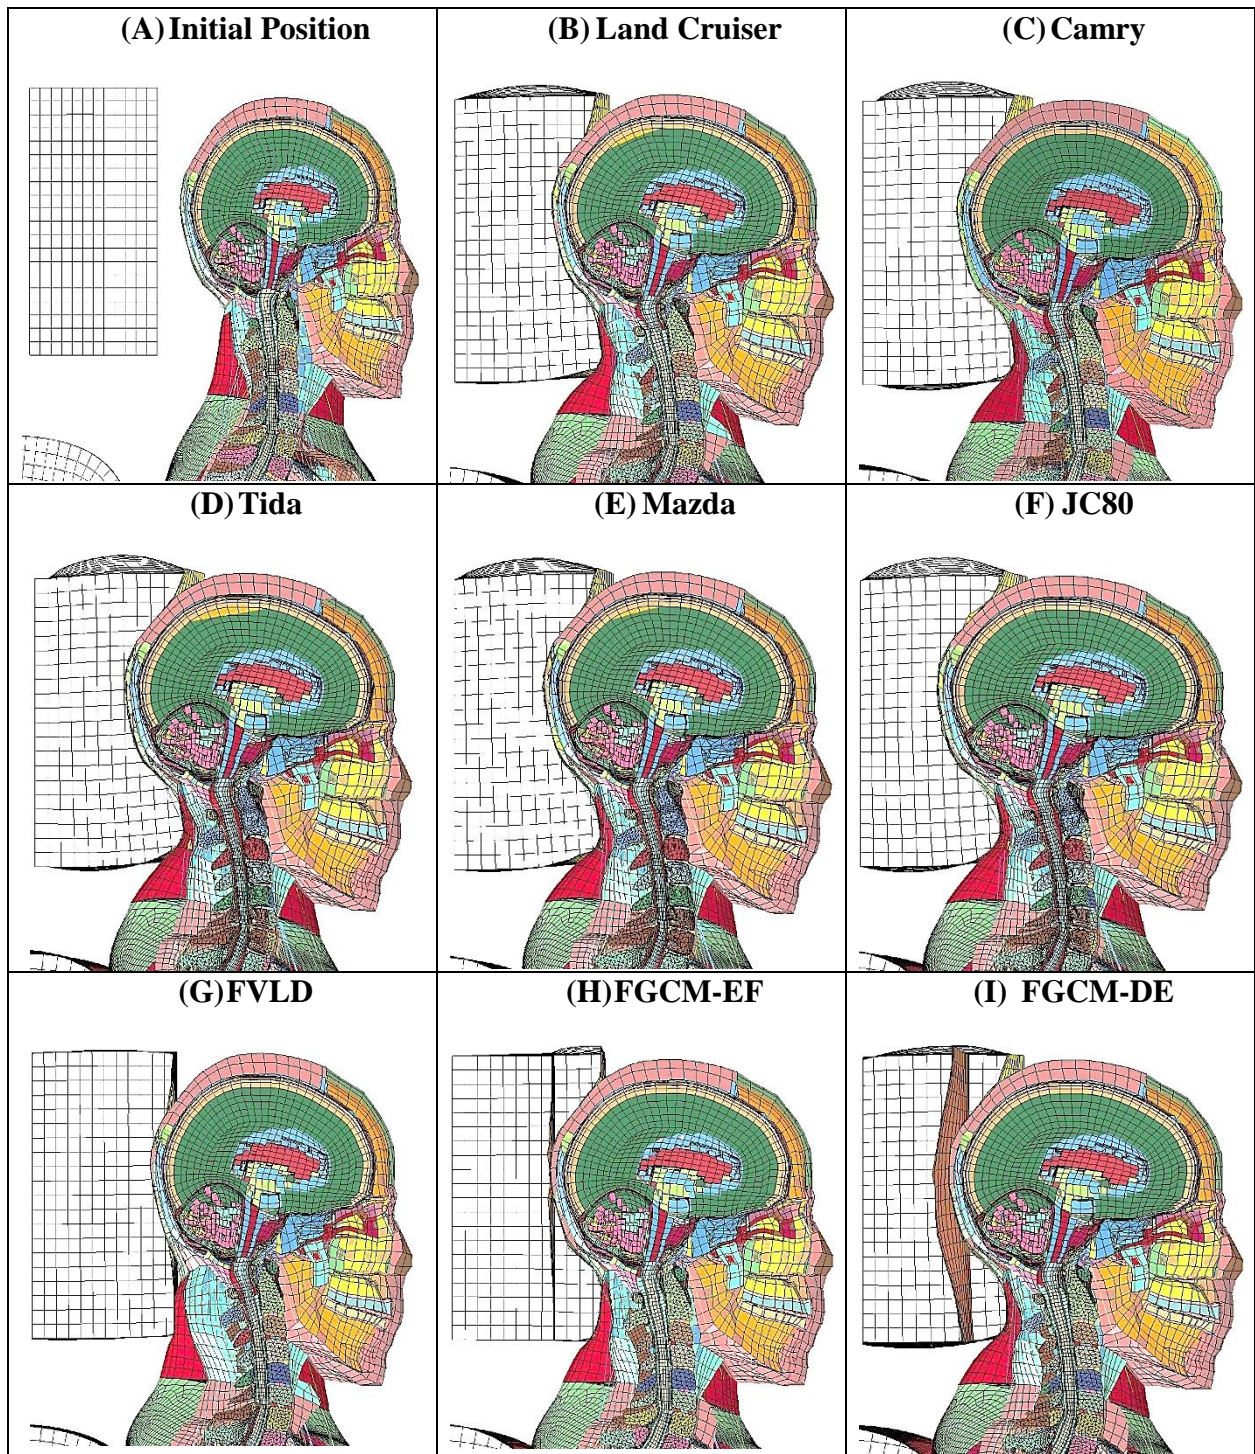 (A) Initial Position
(B) Land Cruiser
(C) Camry
(D) Tida
(E) Mazda
(F) JC80
(G) FVLD
(H) FGCM-EF
(I) FGCM-DE